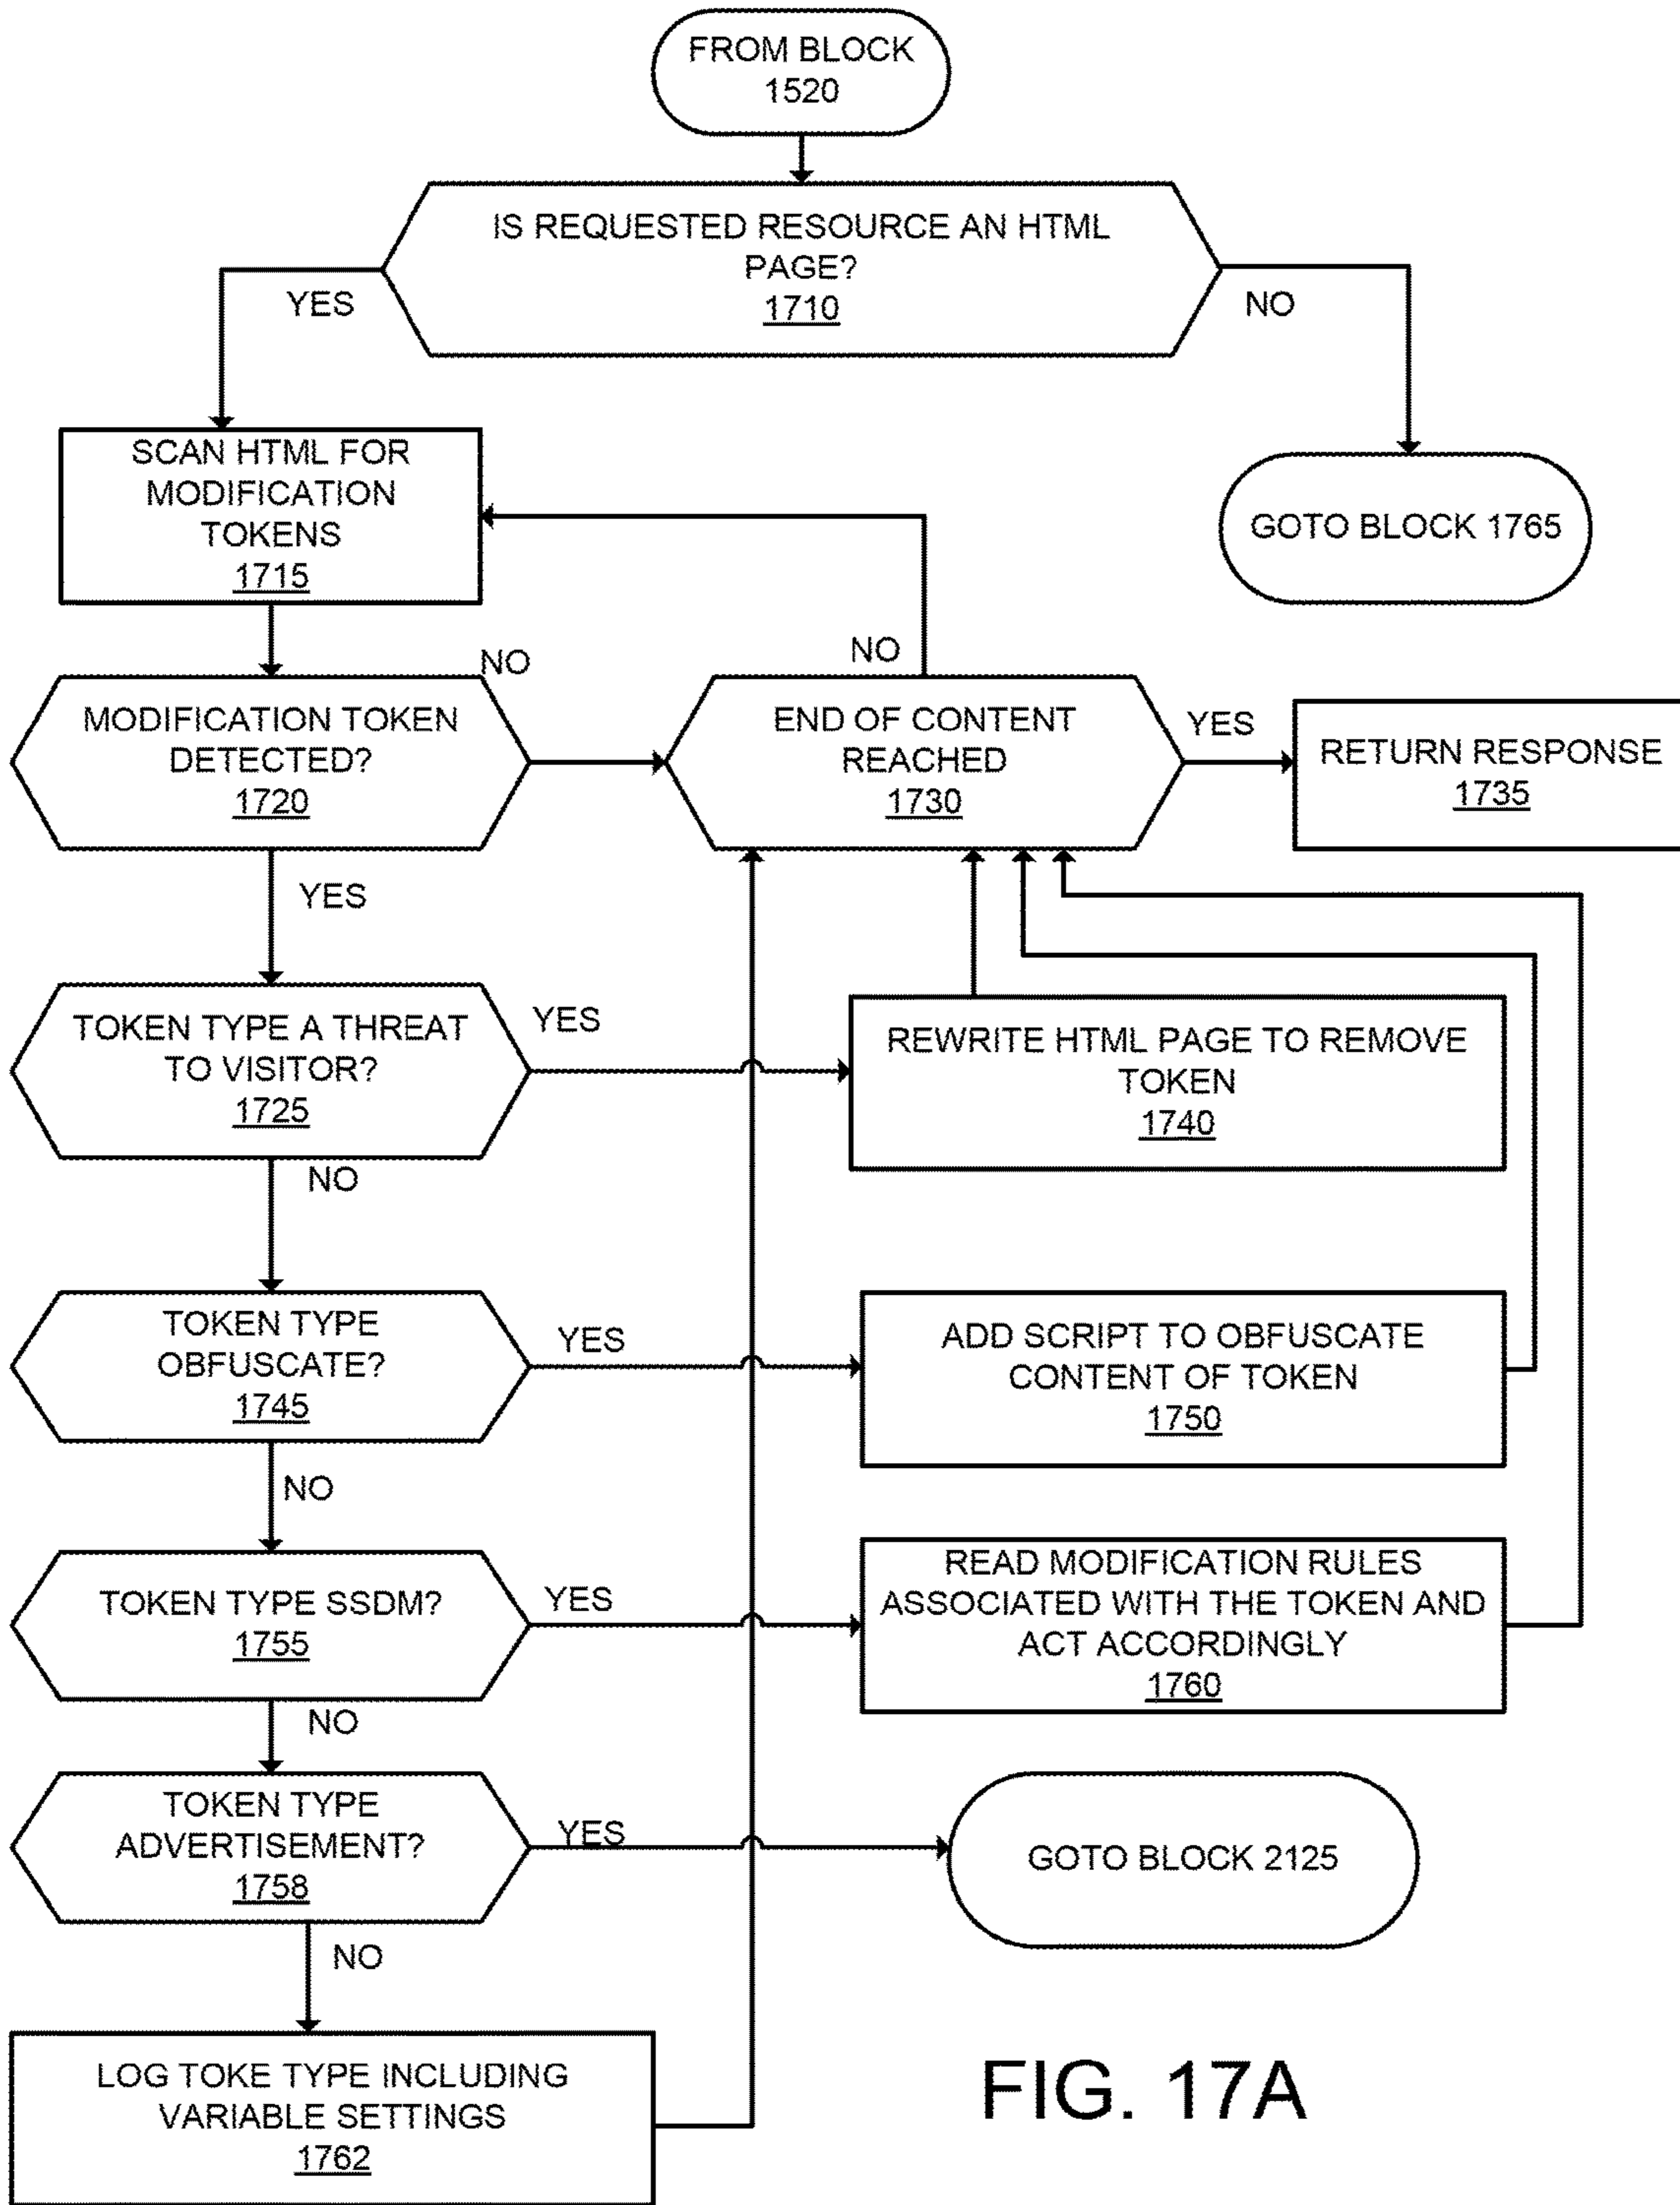 FROM BLOCK
1520
IS REQUESTED RESOURCE AN HTML
PAGE?
1710
YES
NO
SCAN HTML FOR
MODIFICATION
TOKENS
1715
GOTO BLOCK 1765
NO
NO
MODIFICATION TOKEN
DETECTED?
1720
END OF CONTENT
REACHED
1730
YES
RETURN RESPONSE
1735
YES
TOKEN TYPE A THREAT
TO VISITOR?
1725
YES
REWRITE HTML PAGE TO REMOVE
TOKEN
1740
NO
TOKEN TYPE
OBFUSCATE?
1745
YES
ADD SCRIPT TO OBFUSCATE
CONTENT OF TOKEN
1750
NO
TOKEN TYPE SSDM?
1755
YES
READ MODIFICATION RULES
ASSOCIATED WITH THE TOKEN AND
ACT ACCORDINGLY
1760
NO
TOKEN TYPE
ADVERTISEMENT?
1758
YES
GOTO BLOCK 2125
NO
LOG TOKE TYPE INCLUDING
VARIABLE SETTINGS
1762
FIG. 17A